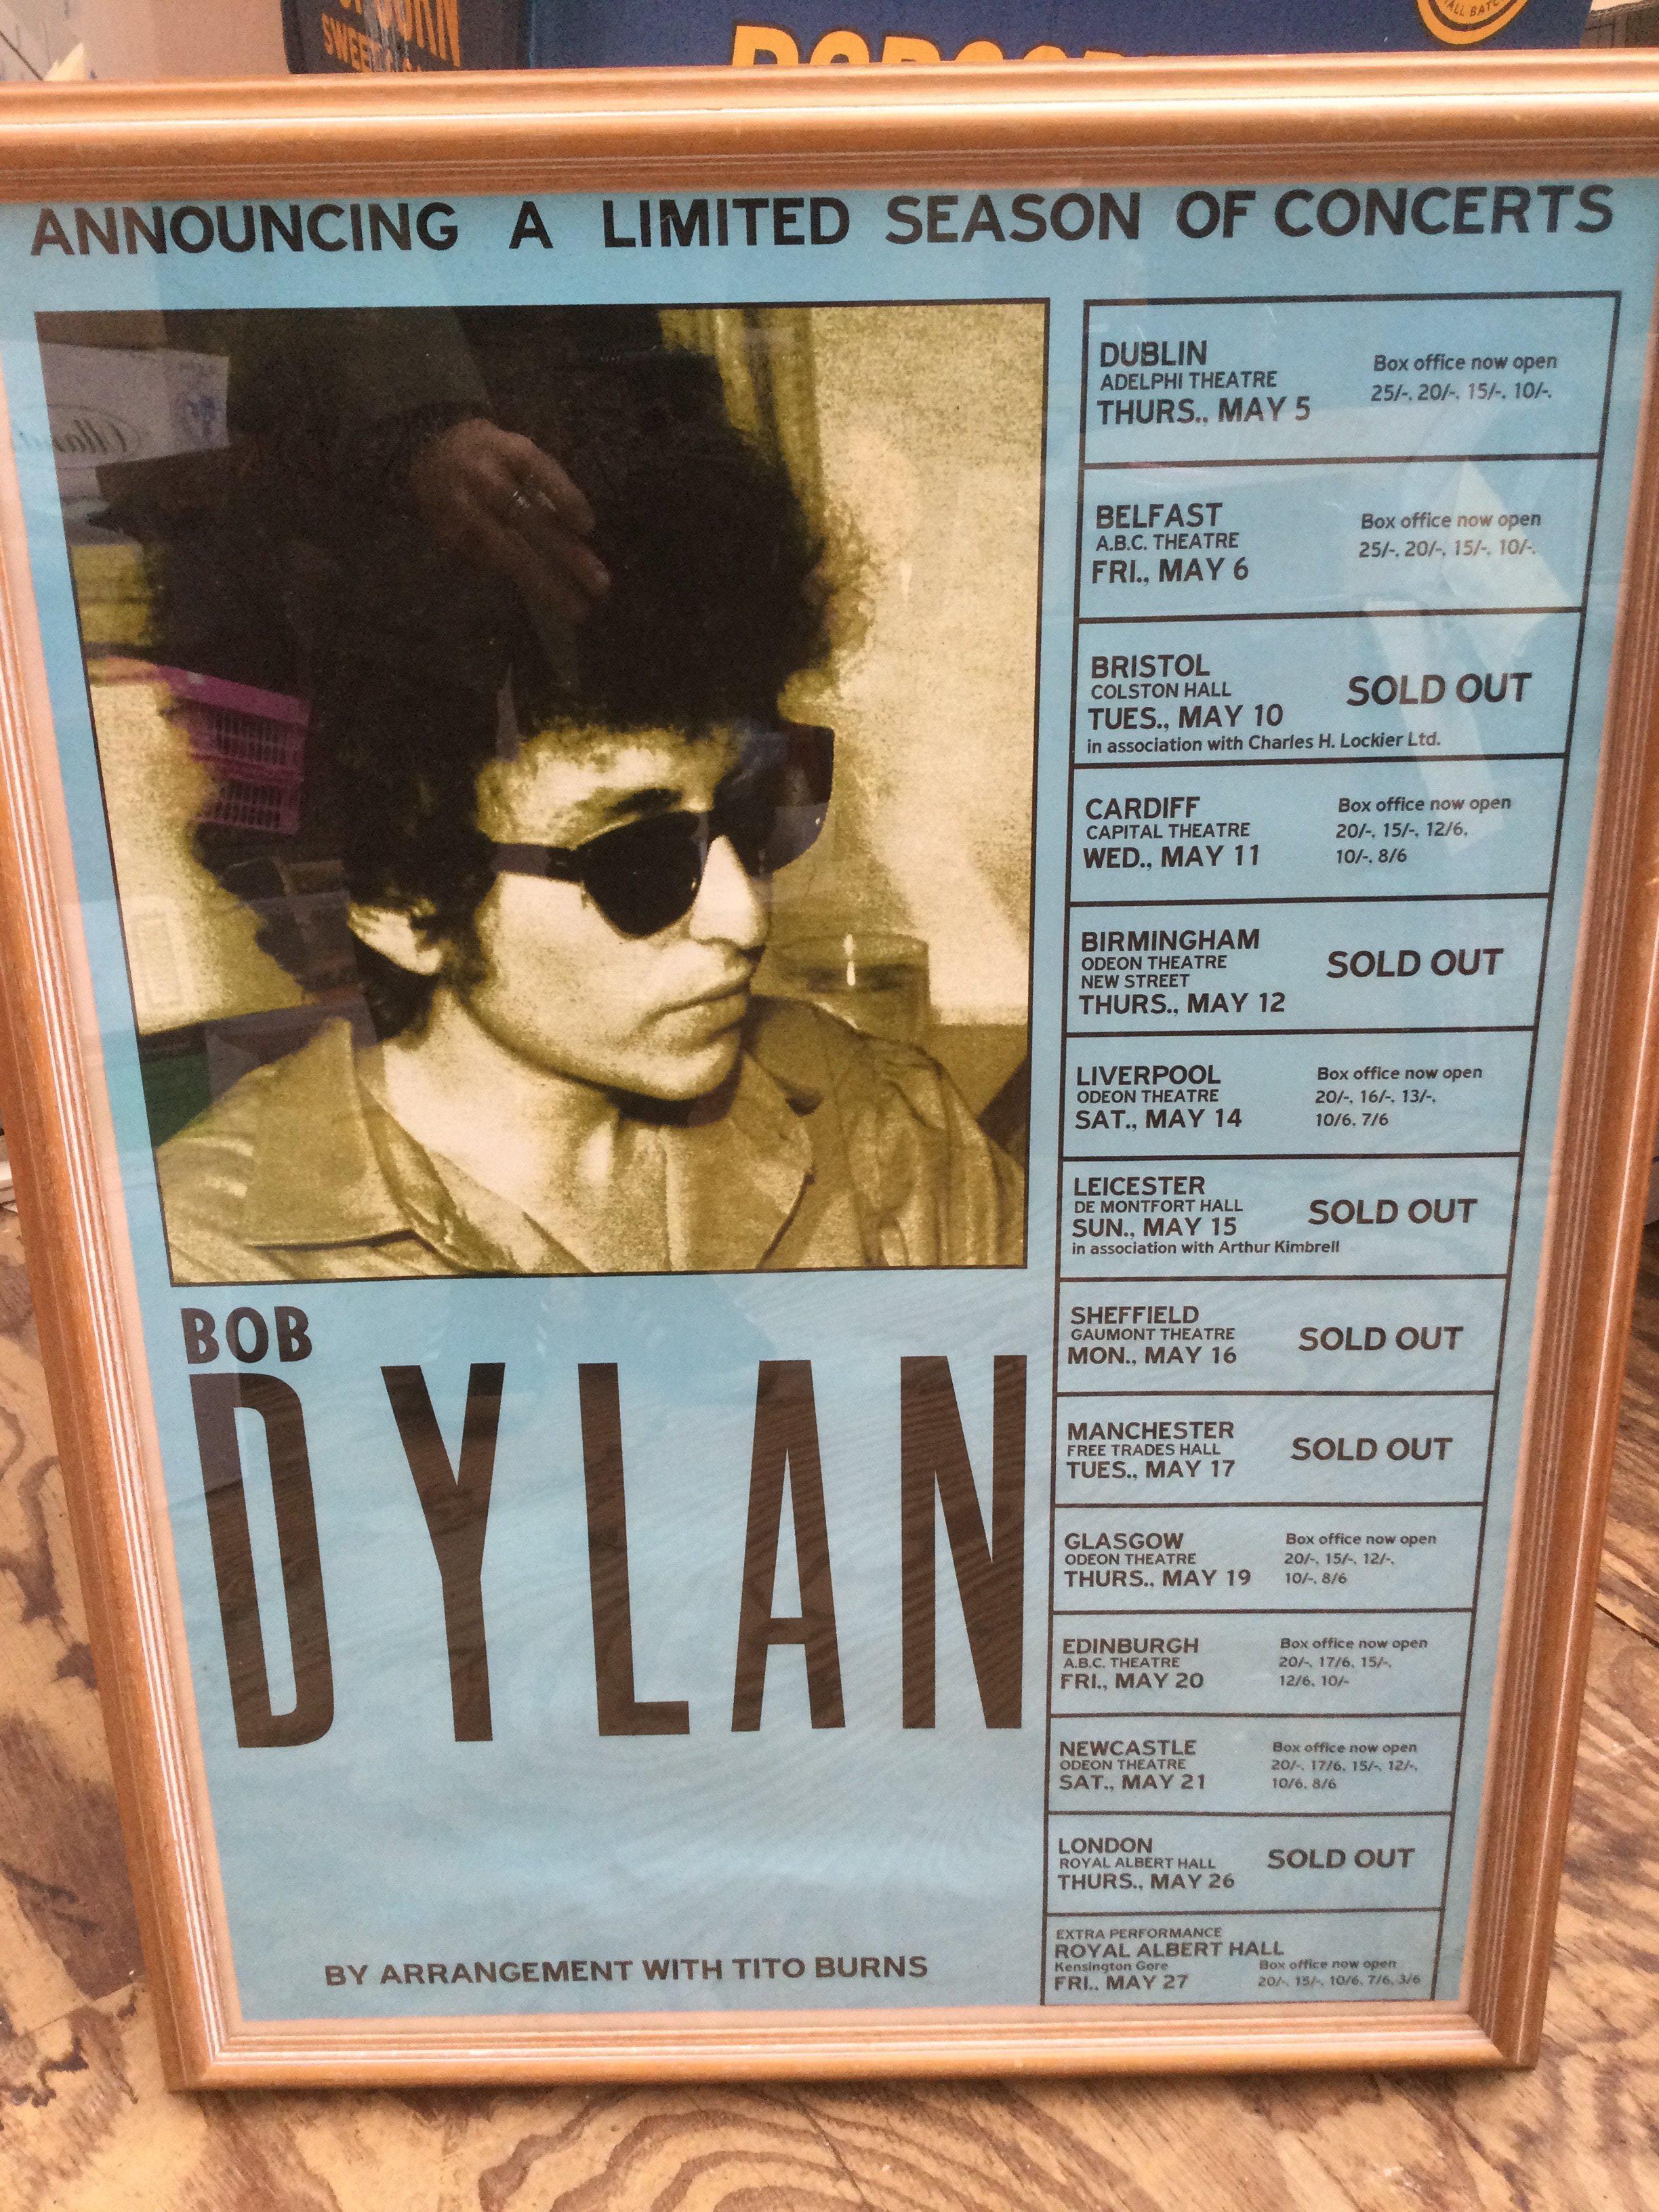 SWEET
POPCORN
ALL BATC
ANNOUNCING A LIMITED SEASON OF CONCERTS
DUBLIN
ADELPHI THEATRE
THURS., MAY 5
Box office now open
25/-, 20/-, 15/-, 10/-.
BELFAST
A.B.C. THEATRE
FRI., MAY 6
Box office now open
25/-, 20/-, 15/-, 10/-.
BRISTOL
COLSTON HALL
TUES., MAY 10
in association with Charles H. Lockier Ltd.
SOLD OUT
CARDIFF
CAPITAL THEATRE
WED., MAY 11
Box office now open
20/-, 15/-, 12/6,
10/-, 8/6
BIRMINGHAM
ODEON THEATRE
NEW STREET
THURS., MAY 12
SOLD OUT
LIVERPOOL
ODEON THEATRE
SAT., MAY 14
Box office now open
20/-, 16/-, 13/-,
10/6, 7/6
LEICESTER
DE MONTFORT HALL
SUN., MAY 15
in association with Arthur Kimbrell
SOLD OUT
SHEFFIELD
GAUMONT THEATRE
MON., MAY 16
SOLD OUT
MANCHESTER
FREE TRADES HALL
TUES., MAY 17
SOLD OUT
GLASGOW
ODEON THEATRE
THURS., MAY 19
Box office now open
20/-, 15/-, 12/-,
10/-, 8/6
EDINBURGH
A.B.C. THEATRE
FRI., MAY 20
Box office now open
20/-, 17/6, 15/-,
12/6, 10/-
NEWCASTLE
ODEON THEATRE
SAT., MAY 21
Box office now open
20/-, 17/6, 15/-, 12/-,
10/6, 8/6
LONDON
ROYAL ALBERT HALL
THURS., MAY 26
SOLD OUT
EXTRA PERFORMANCE
ROYAL ALBERT HALL
Kensington Gore
FRI., MAY 27
Box office now open
20/-, 15/-, 10/6, 7/6, 3/6
BOB
DYLAN
BY ARRANGEMENT WITH TITO BURNS